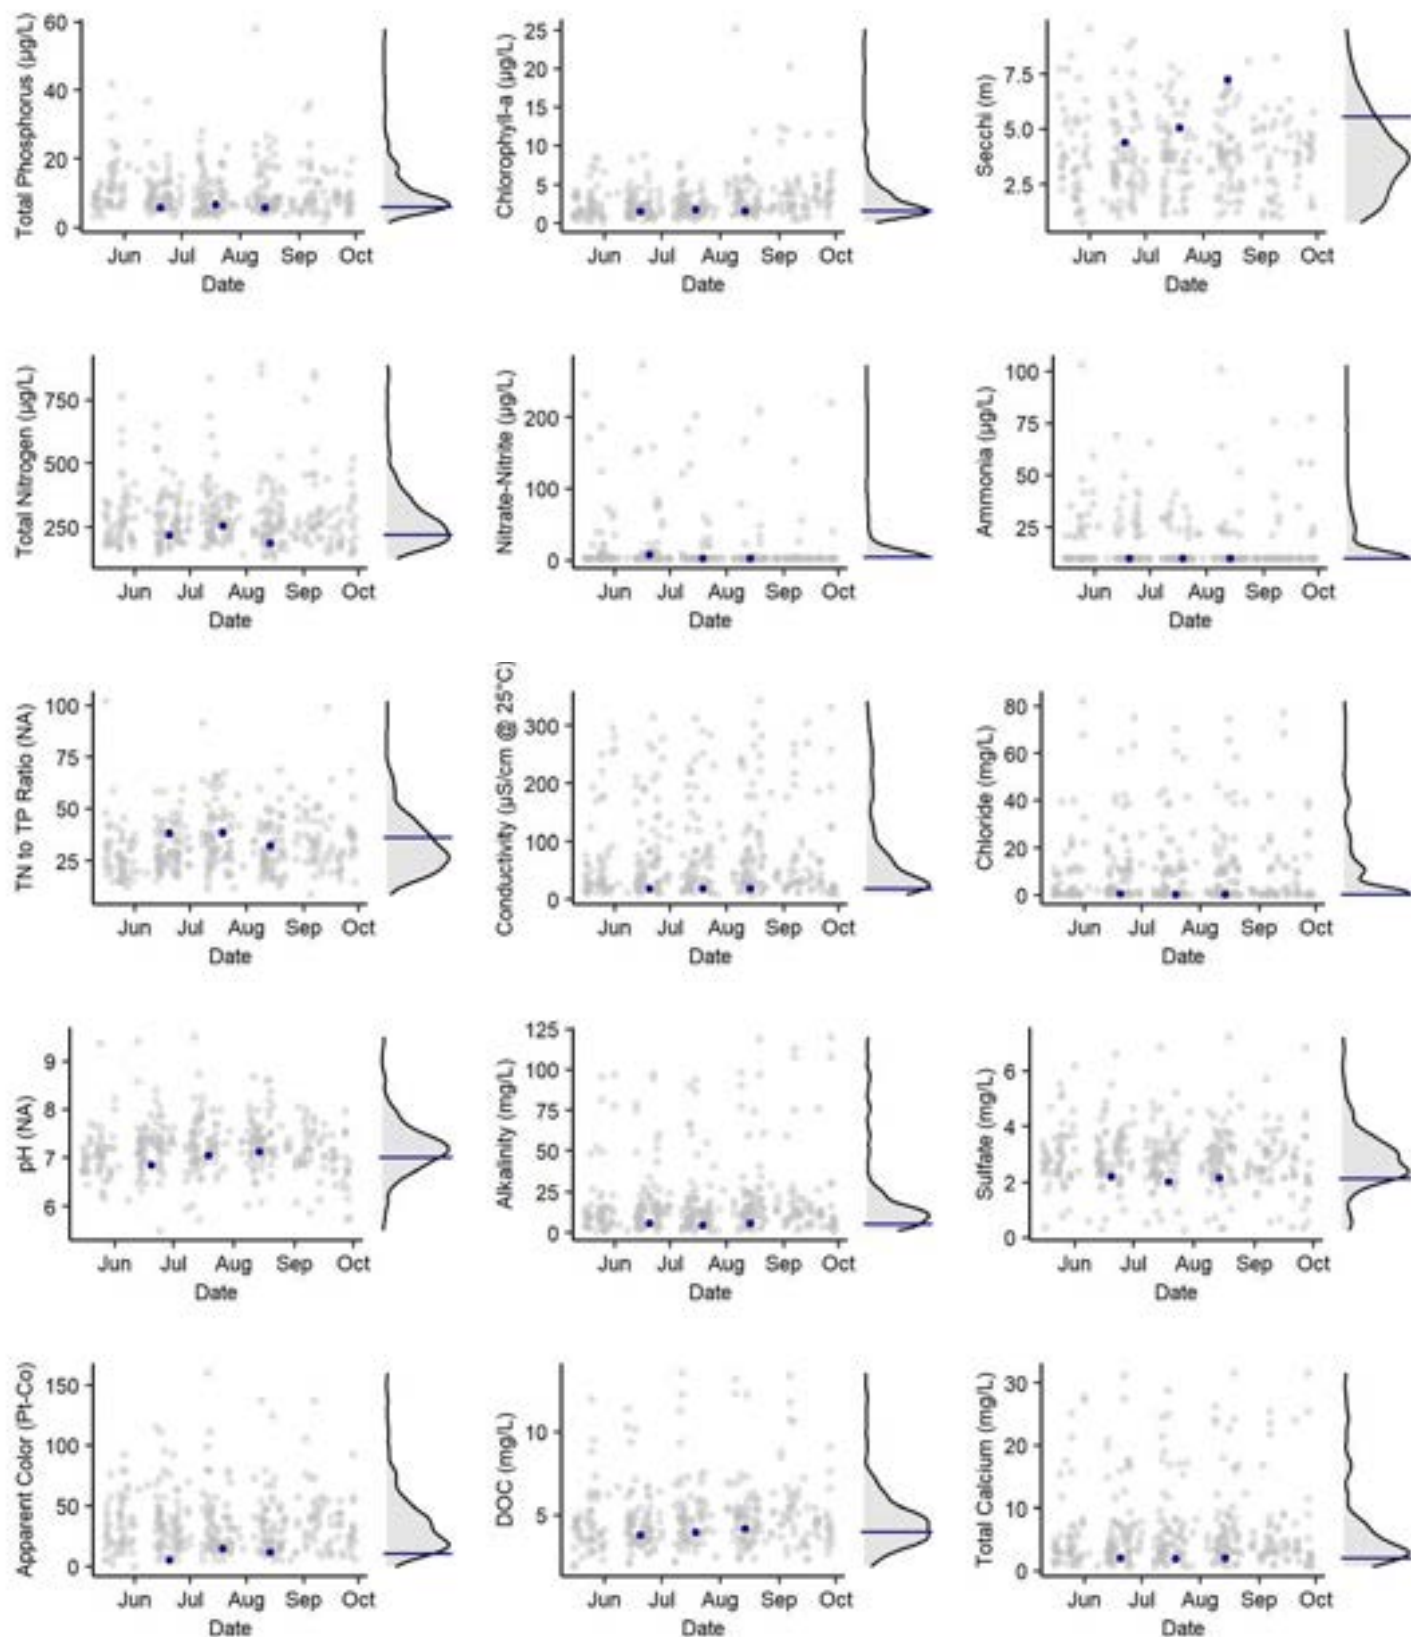 Total Phosphorus (µg/L)
60
40
20
0
Jun Jul Aug Sep Oct
Date
Chlorophyll-a (µg/L)
25
20
15
10
5
0
Jun Jul Aug Sep Oct
Date
Secchi (m)
7.5
5.0
2.5
Jun Jul Aug Sep Oct
Date
Total Nitrogen (µg/L)
750
500
250
Jun Jul Aug Sep Oct
Date
Nitrate-Nitrite (µg/L)
200
100
0
Jun Jul Aug Sep Oct
Date
Ammonia (µg/L)
100
75
50
25
Jun Jul Aug Sep Oct
Date
TN to TP Ratio (NA)
100
75
50
25
Jun Jul Aug Sep Oct
Date
Conductivity (µS/cm @ 25°C)
300
200
100
0
Jun Jul Aug Sep Oct
Date
Chloride (mg/L)
80
60
40
20
0
Jun Jul Aug Sep Oct
Date
pH (NA)
9
8
7
6
Jun Jul Aug Sep Oct
Date
Alkalinity (mg/L)
125
100
75
50
25
0
Jun Jul Aug Sep Oct
Date
Sulfate (mg/L)
6
4
2
0
Jun Jul Aug Sep Oct
Date
Apparent Color (Pt-Co)
150
100
50
0
Jun Jul Aug Sep Oct
Date
DOC (mg/L)
10
5
Jun Jul Aug Sep Oct
Date
Total Calcium (mg/L)
30
20
10
0
Jun Jul Aug Sep Oct
Date